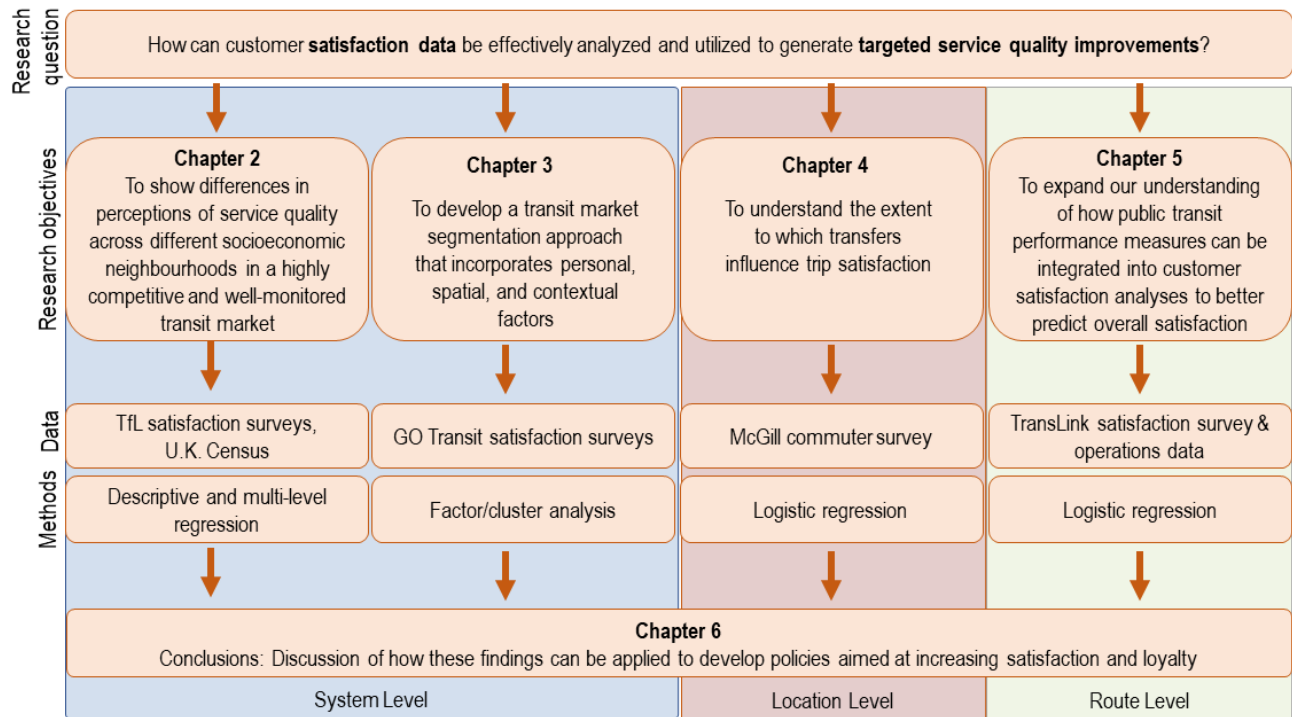 Research
question
How can customer satisfaction data be effectively analyzed and utilized to generate targeted service quality improvements?
Research objectives
Chapter 2
To show differences in
perceptions of service quality
across different socioeconomic
neighbourhoods in a highly
competitive and well-monitored
transit market
Chapter 3
To develop a transit market
segmentation approach
that incorporates personal,
spatial, and contextual
factors
Chapter 4
To understand the extent
to which transfers
influence trip satisfaction
Chapter 5
To expand our understanding
of how public transit
performance measures can be
integrated into customer
satisfaction analyses to better
predict overall satisfaction
Data
TfL satisfaction surveys,
U.K. Census
GO Transit satisfaction surveys
McGill commuter survey
TransLink satisfaction survey &
operations data
Methods
Descriptive and multi-level
regression
Factor/cluster analysis
Logistic regression
Logistic regression
Chapter 6
Conclusions: Discussion of how these findings can be applied to develop policies aimed at increasing satisfaction and loyalty
System Level
Location Level
Route Level